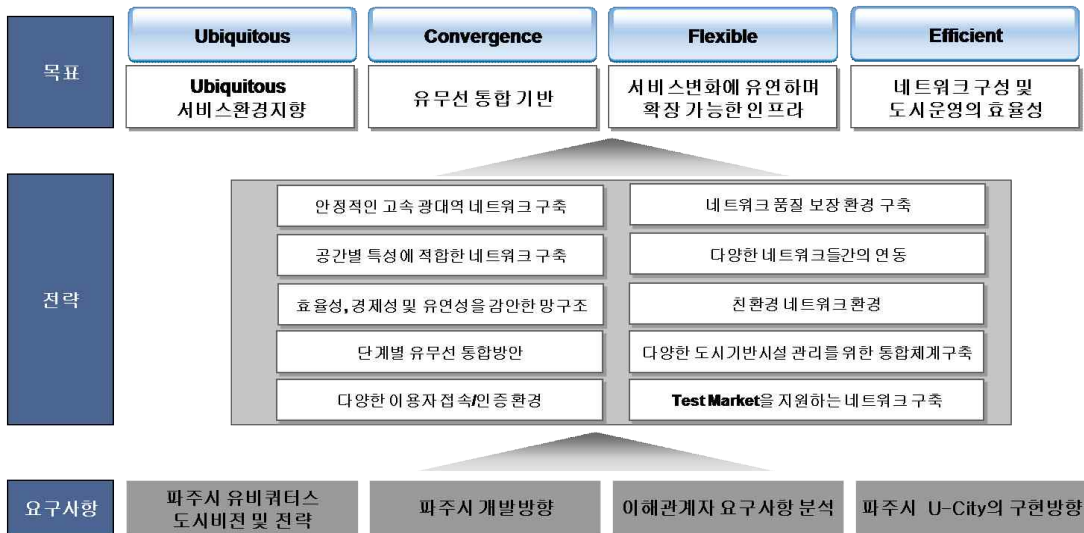 목표
Ubiquitous
Convergence
Flexible
Efficient
Ubiquitous
서비스환경지향
유무선 통합 기반
서비스변화에 유연하며
확장 가능한 인프라
네트워크 구성 및
도시운영의 효율성
전략
안정적인 고속 광대역 네트워크 구축
네트워크 품질 보장 환경 구축
공간별 특성에 적합한 네트워크 구축
다양한 네트워크들간의 연동
효율성, 경제성 및 유연성을 감안한 망구조
친환경 네트워크 환경
단계별 유무선 통합방안
다양한 도시기반시설 관리를 위한 통합체계구축
다양한 이용자 접속/인증 환경
Test Market을 지원하는 네트워크 구축
요구사항
파주시 유비쿼터스
도시비전 및 전략
파주시 개발방향
이해관계자 요구사항 분석
파주시 U-City의 구현방향